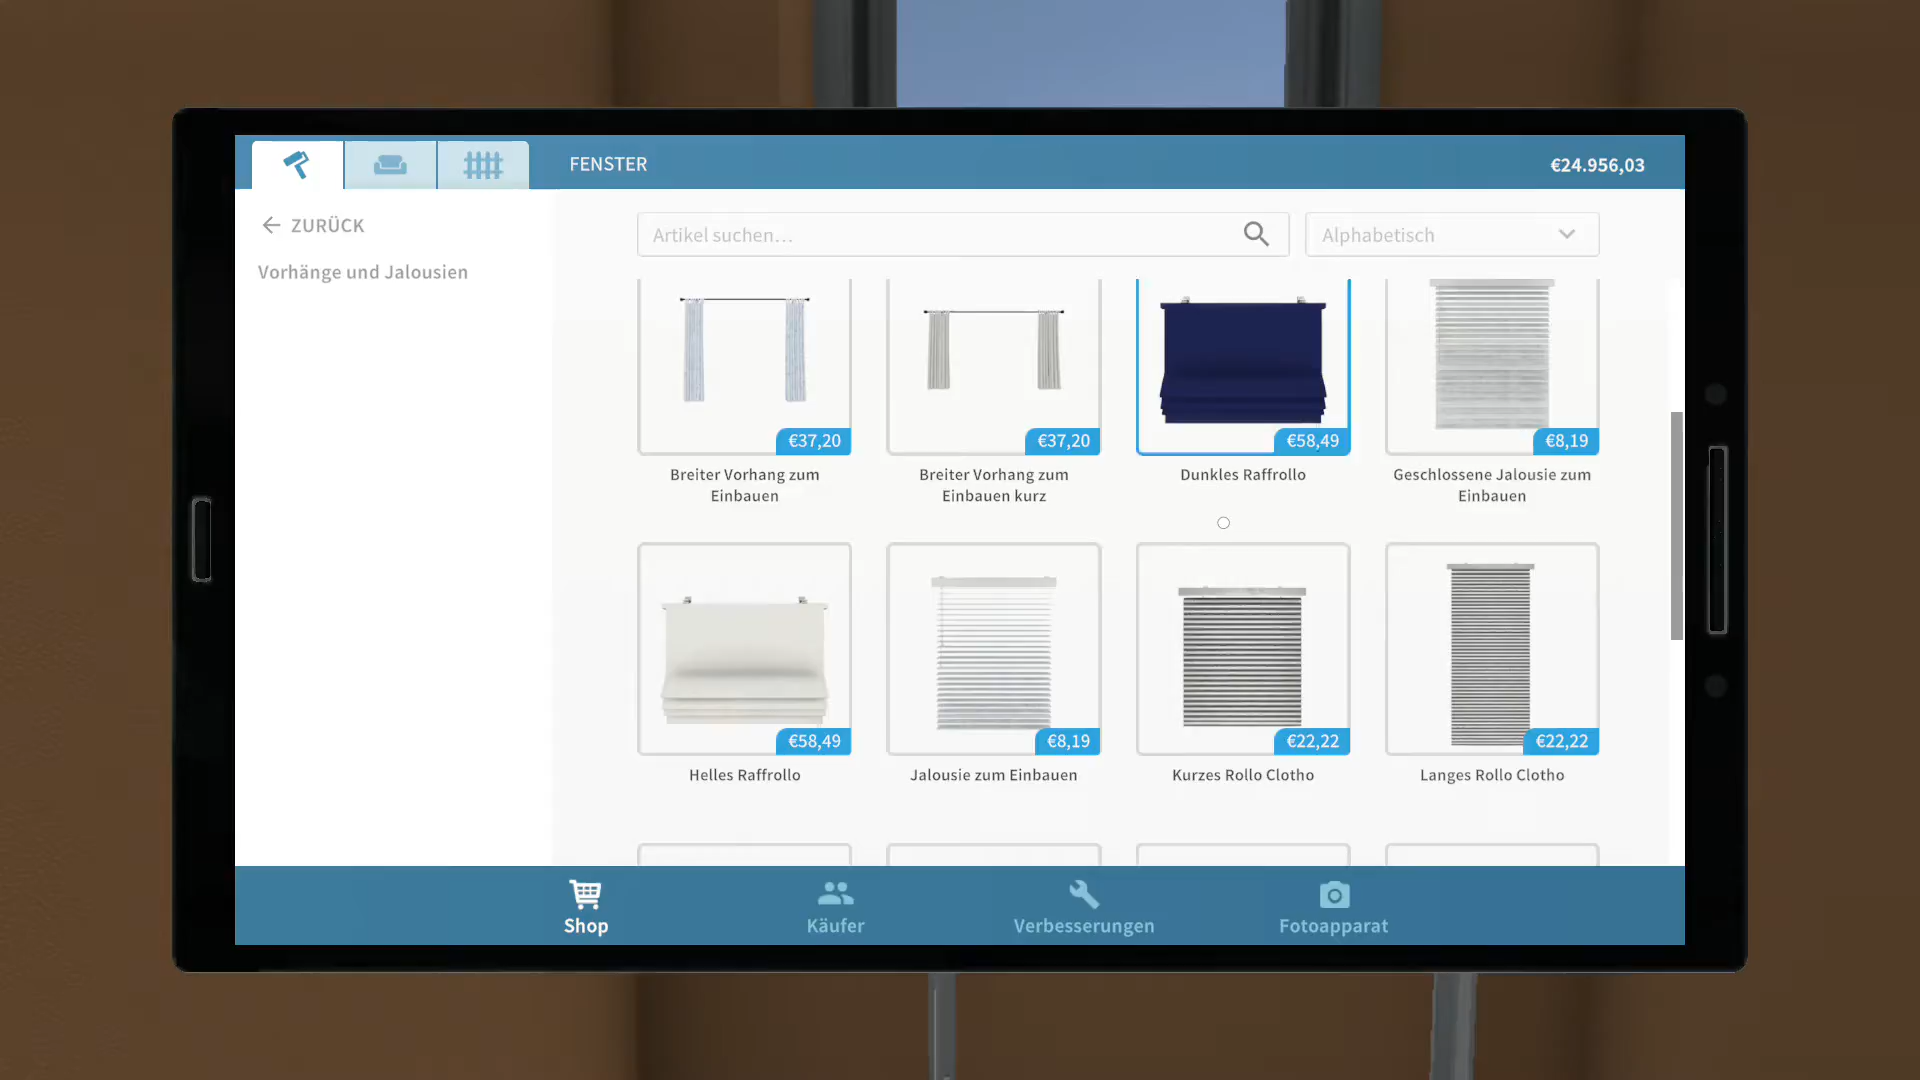 FENSTER
€24.956,03
ZURÜCK
Artikel suchen...
Alphabetisch
Vorhänge und Jalousien
€37,20
€37,20
€58,49
€8,19
Breiter Vorhang zum
Einbauen
Breiter Vorhang zum
Einbauen kurz
Dunkles Raffrollo
Geschlossene Jalousie zum
Einbauen
€58,49
€8,19
€22,22
€22,22
Helles Raffrollo
Jalousie zum Einbauen
Kurzes Rollo Clotho
Langes Rollo Clotho
Shop
Käufer
Verbesserungen
Fotoapparat